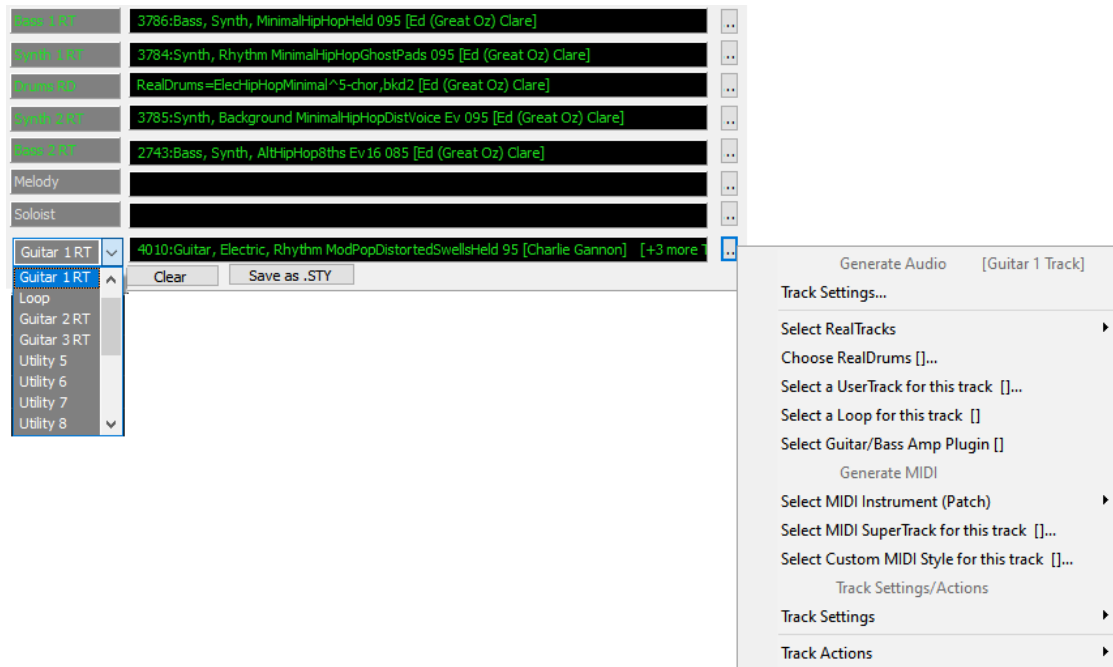 Bass 1 RT 3786:Bass, Synth, MinimalHipHopHeld 095 [Ed (Great Oz) Clare] ..
Synth 1 RT 3784:Synth, Rhythm MinimalHipHopGhostPads 095 [Ed (Great Oz) Clare] ..
Drums RD RealDrums=ElecHipHopMinimal^5-chor,bkd2 [Ed (Great Oz) Clare] ..
Synth 2 RT 3785:Synth, Background MinimalHipHopDistVoice Ev 095 [Ed (Great Oz) Clare] ..
Bass 2 RT 2743:Bass, Synth, AltHipHop8ths Ev16 085 [Ed (Great Oz) Clare] ..
Melody ..
Soloist ..
Guitar 1 RT 4010:Guitar, Electric, Rhythm ModPopDistortedSwellsHeld 95 [Charlie Gannon] [+3 more T ..
Clear Save as .STY
Guitar 1 RT
Loop
Guitar 2 RT
Guitar 3 RT
Utility 5
Utility 6
Utility 7
Utility 8
Generate Audio [Guitar 1 Track]
Track Settings...
Select RealTracks
Choose RealDrums []...
Select a UserTrack for this track []...
Select a Loop for this track []
Select Guitar/Bass Amp Plugin []
Generate MIDI
Select MIDI Instrument (Patch)
Select MIDI SuperTrack for this track []...
Select Custom MIDI Style for this track []...
Track Settings/Actions
Track Settings
Track Actions